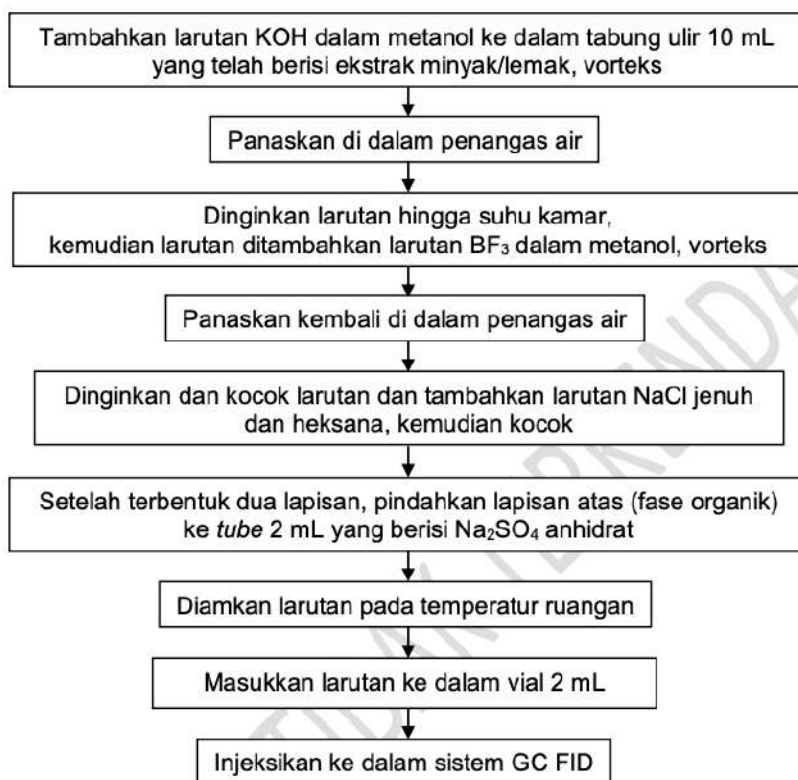 Tambahkan larutan KOH dalam metanol ke dalam tabung ulir 10 mL
yang telah berisi ekstrak minyak/lemak, vorteks
Panaskan di dalam penangas air
Dinginkan larutan hingga suhu kamar,
kemudian larutan ditambahkan larutan BF₃ dalam metanol, vorteks
Panaskan kembali di dalam penangas air
Dinginkan dan kocok larutan dan tambahkan larutan NaCl jenuh
dan heksana, kemudian kocok
Setelah terbentuk dua lapisan, pindahkan lapisan atas (fase organik)
ke tube 2 mL yang berisi Na₂SO₄ anhidrat
Diamkan larutan pada temperatur ruangan
Masukkan larutan ke dalam vial 2 mL
Injeksikan ke dalam sistem GC FID